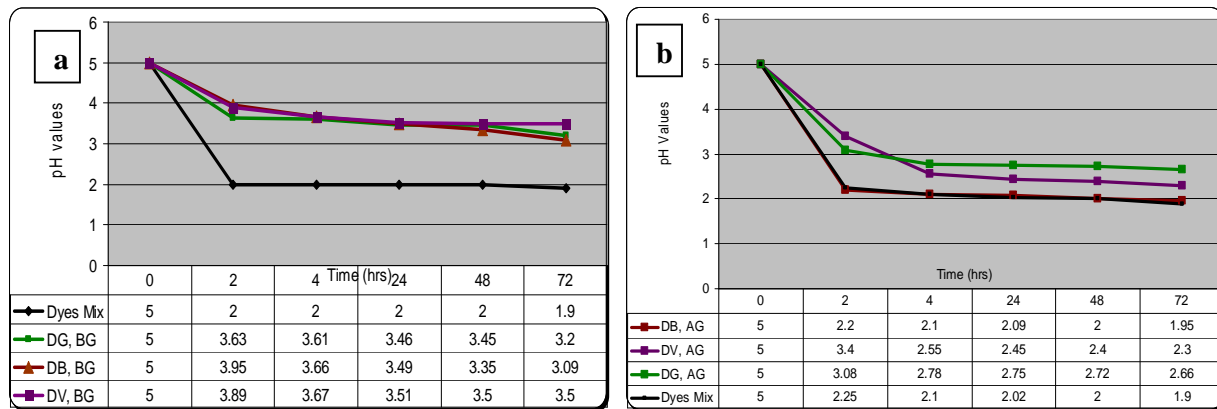 a
pH values
6
5
4
3
2
1
0
Time (hrs)
0 2 4 24 48 72
Dyes Mix 5 2 2 2 2 1.9
DG, BG 5 3.63 3.61 3.46 3.45 3.2
DB, BG 5 3.95 3.66 3.49 3.35 3.09
DV, BG 5 3.89 3.67 3.51 3.5 3.5
b
pH Values
6
5
4
3
2
1
0
Time (hrs)
0 2 4 24 48 72
DB, AG 5 2.2 2.1 2.09 2 1.95
DV, AG 5 3.4 2.55 2.45 2.4 2.3
DG, AG 5 3.08 2.78 2.75 2.72 2.66
Dyes Mix 5 2.25 2.1 2.02 2 1.9